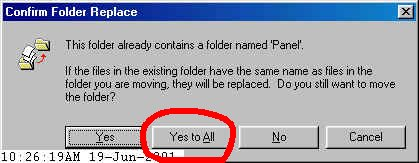 Confirm Folder Replace
This folder already contains a folder named 'Panel'.
If the files in the existing folder have the same name as files in the
folder you are moving, they will be replaced.  Do you still want to move
the folder?
Yes Yes to All No Cancel
10:26:19AM 19-Jun-2001